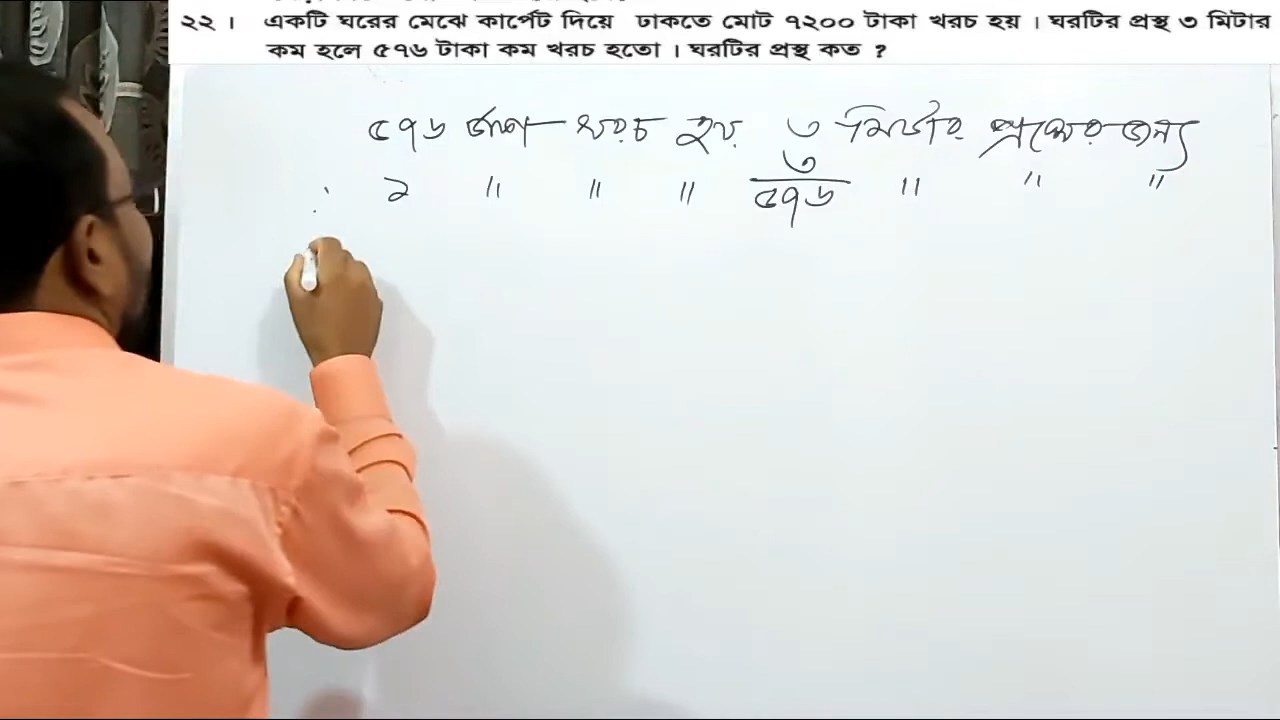 ২২ । একটি ঘরের মেঝে কার্পেট দিয়ে ঢাকতে মোট ৭২০০ টাকা খরচ হয় । ঘরটির প্রস্থ ৩ মিটার
কম হলে ৫৭৬ টাকা কম খরচ হতো । ঘরটির প্রস্থ কত ?
৫৭৬ টাকা খরচ হয় ৩ মিটার প্রস্থের জন্য
∴ ১ " " " ৩/৫৭৬ " " "